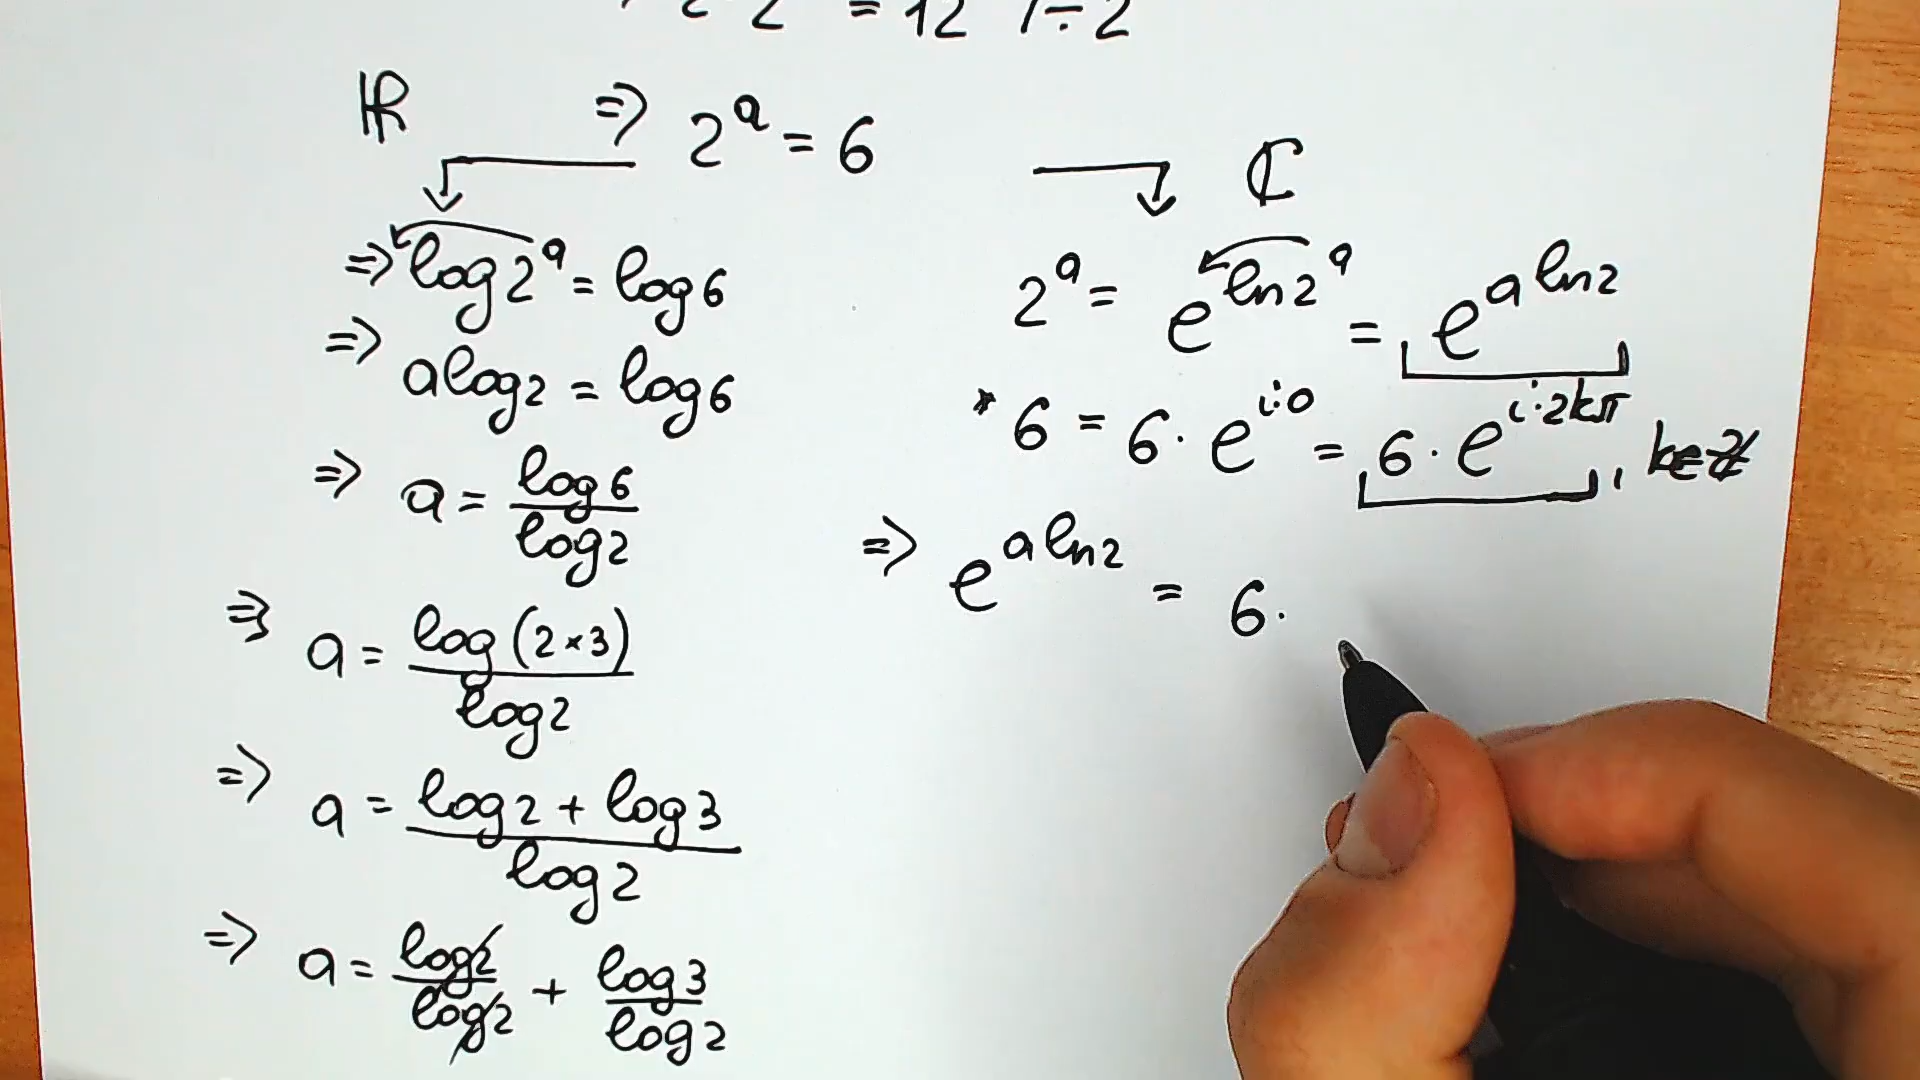 = 12 / ÷ 2
ℝ ⇒ 2^a = 6
ℂ
⇒ log 2^a = log 6
⇒ a log 2 = log 6
⇒ a = log 6 / log 2
⇒ a = log (2 × 3) / log 2
⇒ a = log 2 + log 3 / log 2
⇒ a = log 2 / log 2 + log 3 / log 2
2^a = e^ln 2^a = e^a ln 2
* 6 = 6 · e^i·0 = 6 · e^i·2kπ , k∈ℤ
⇒ e^a ln 2 = 6 ·